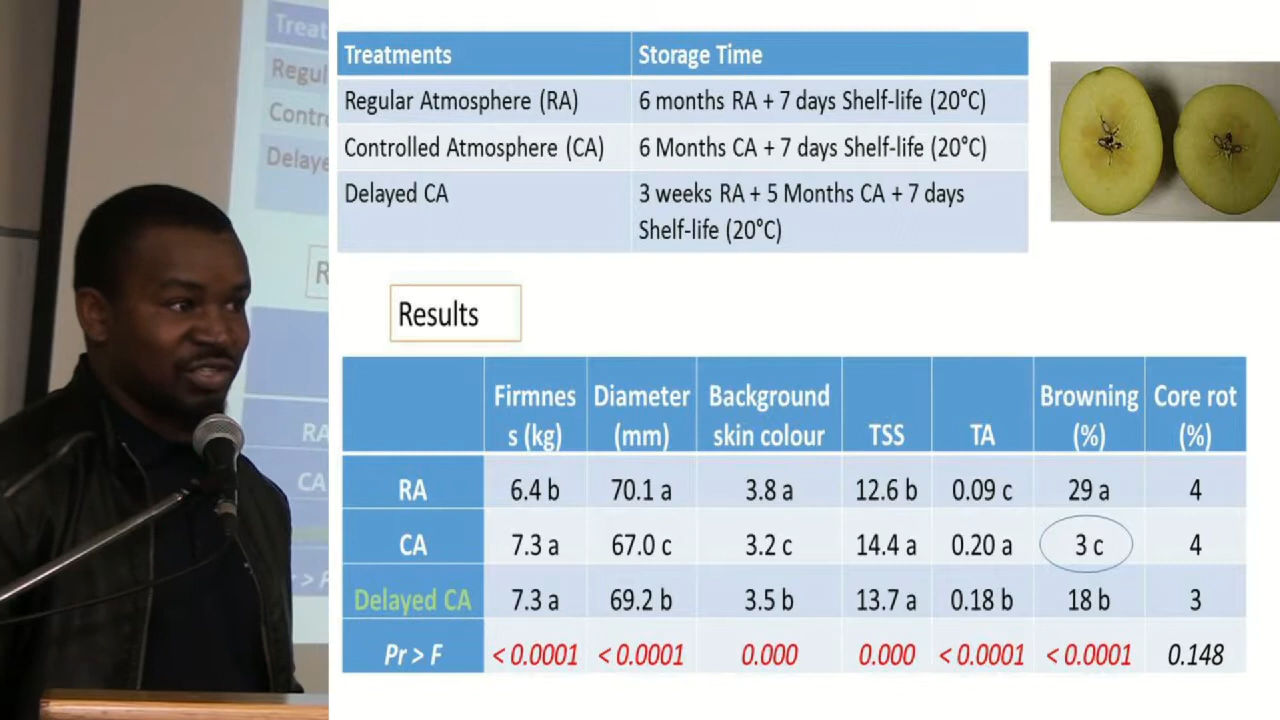 Treatments Storage Time
Regular Atmosphere (RA) 6 months RA + 7 days Shelf-life (20°C)
Controlled Atmosphere (CA) 6 Months CA + 7 days Shelf-life (20°C)
Delayed CA 3 weeks RA + 5 Months CA + 7 days
Shelf-life (20°C)
Results
Firmnes Diameter Background Browning Core rot
s (kg) (mm) skin colour TSS TA (%) (%)
RA 6.4 b 70.1 a 3.8 a 12.6 b 0.09 c 29 a 4
CA 7.3 a 67.0 c 3.2 c 14.4 a 0.20 a 3 c 4
Delayed CA 7.3 a 69.2 b 3.5 b 13.7 a 0.18 b 18 b 3
Pr > F < 0.0001 < 0.0001 0.000 0.000 < 0.0001 < 0.0001 0.148
Treat
Regul
Contr
Delaye
R
RA
CA
> F